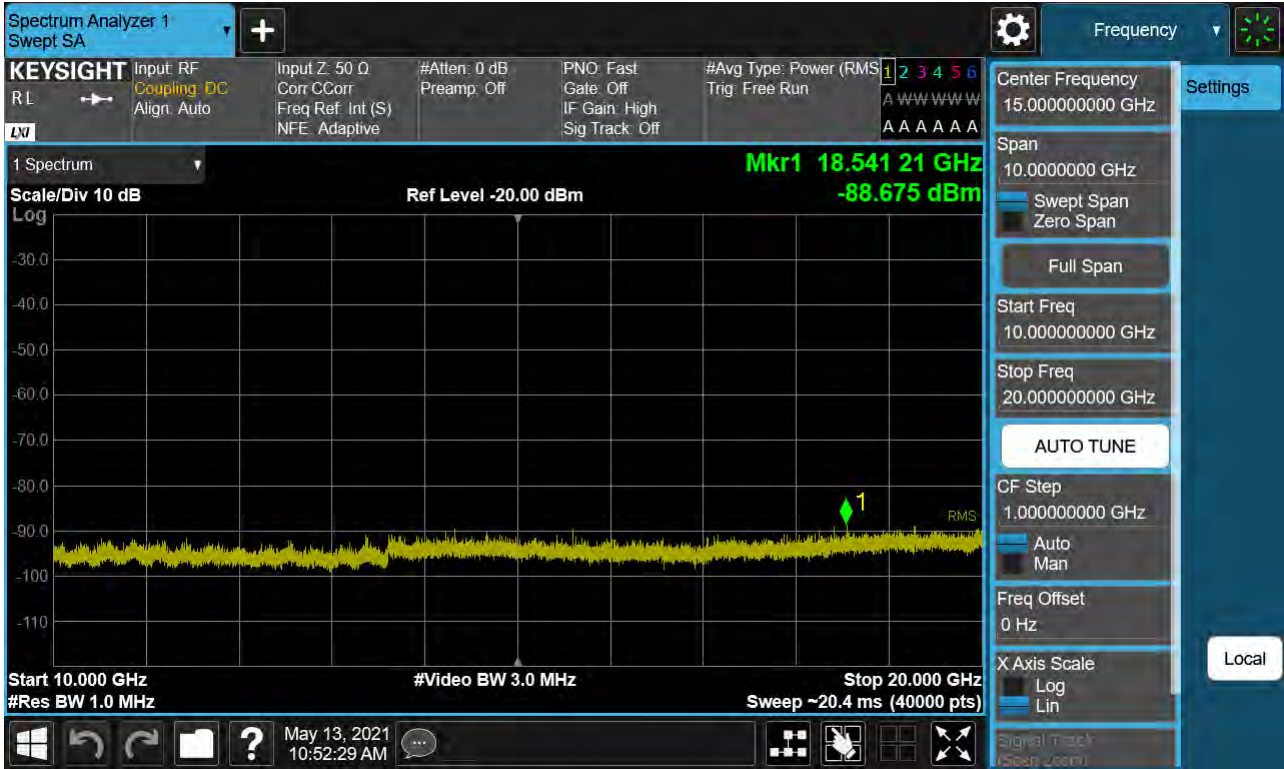 Spectrum Analyzer 1
Swept SA
+
Frequency
KEYSIGHT
R L
LXI
Input: RF
Coupling: DC
Align: Auto
Input Z: 50 Ω
Corr CCorr
Freq Ref: Int (S)
NFE: Adaptive
#Atten: 0 dB
Preamp: Off
PNO: Fast
Gate: Off
IF Gain: High
Sig Track: Off
#Avg Type: Power (RMS
Trig: Free Run
1 2 3 4 5 6
A W W W W W
A A A A A A
1 Spectrum
Scale/Div 10 dB
Ref Level -20.00 dBm
Mkr1 18.541 21 GHz
-88.675 dBm
Log
-30.0
-40.0
-50.0
-60.0
-70.0
-80.0
-90.0
-100
-110
1
RMS
Start 10.000 GHz
#Video BW 3.0 MHz
Stop 20.000 GHz
#Res BW 1.0 MHz
Sweep ~20.4 ms (40000 pts)
Center Frequency
15.000000000 GHz
Span
10.0000000 GHz
Swept Span
Zero Span
Full Span
Start Freq
10.000000000 GHz
Stop Freq
20.000000000 GHz
AUTO TUNE
CF Step
1.000000000 GHz
Auto
Man
Freq Offset
0 Hz
X Axis Scale
Log
Lin
Signal Track
(Span Zoom)
Settings
Local
?
May 13, 2021
10:52:29 AM